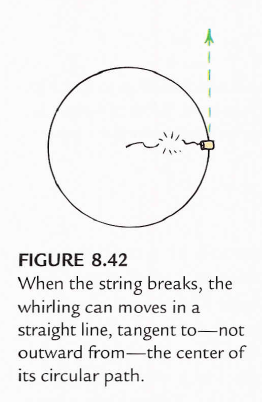 FIGURE 8.42
When the string breaks, the
whirling can moves in a
straight line, tangent to—not
outward from—the center of
its circular path.